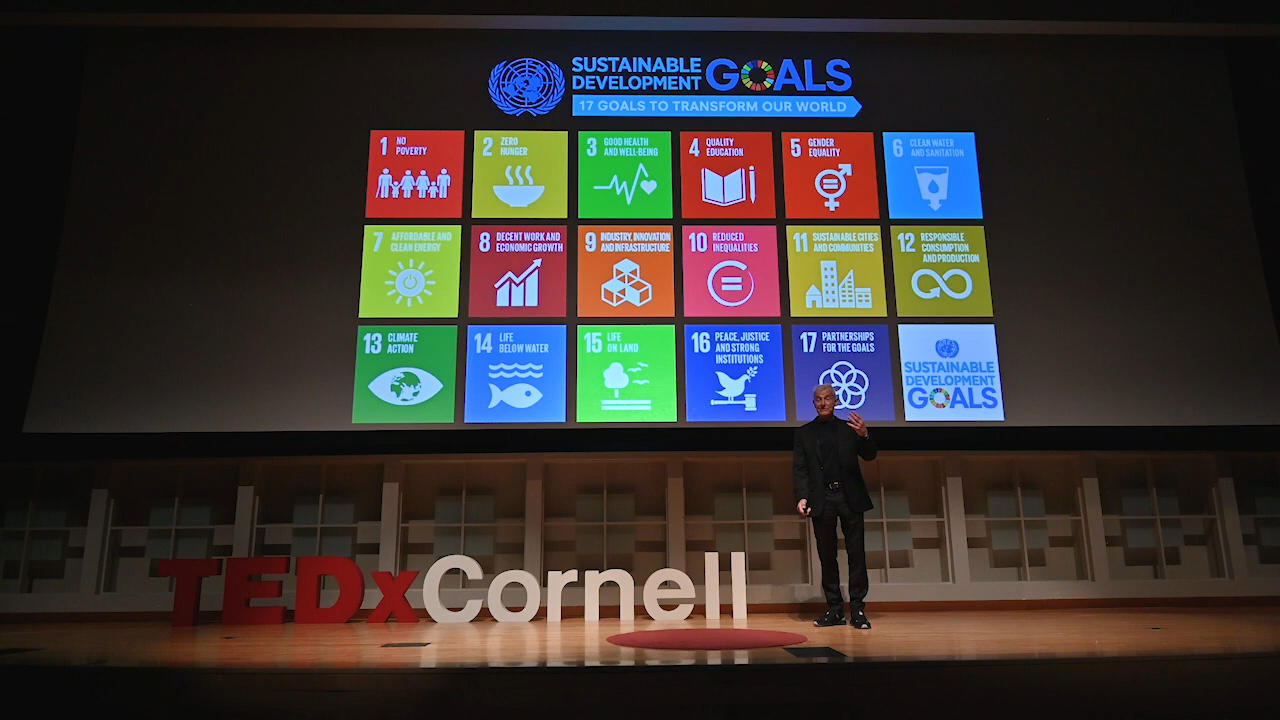 SUSTAINABLE
DEVELOPMENT
GOALS
17 GOALS TO TRANSFORM OUR WORLD
1 NO
POVERTY
2 ZERO
HUNGER
3 GOOD HEALTH
AND WELL-BEING
4 QUALITY
EDUCATION
5 GENDER
EQUALITY
6 CLEAN WATER
AND SANITATION
7 AFFORDABLE AND
CLEAN ENERGY
8 DECENT WORK AND
ECONOMIC GROWTH
9 INDUSTRY, INNOVATION
AND INFRASTRUCTURE
10 REDUCED
INEQUALITIES
11 SUSTAINABLE CITIES
AND COMMUNITIES
12 RESPONSIBLE
CONSUMPTION
AND PRODUCTION
13 CLIMATE
ACTION
14 LIFE
BELOW WATER
15 LIFE
ON LAND
16 PEACE, JUSTICE
AND STRONG
INSTITUTIONS
17 PARTNERSHIPS
FOR THE GOALS
SUSTAINABLE
DEVELOPMENT
GOALS
TEDxCornell